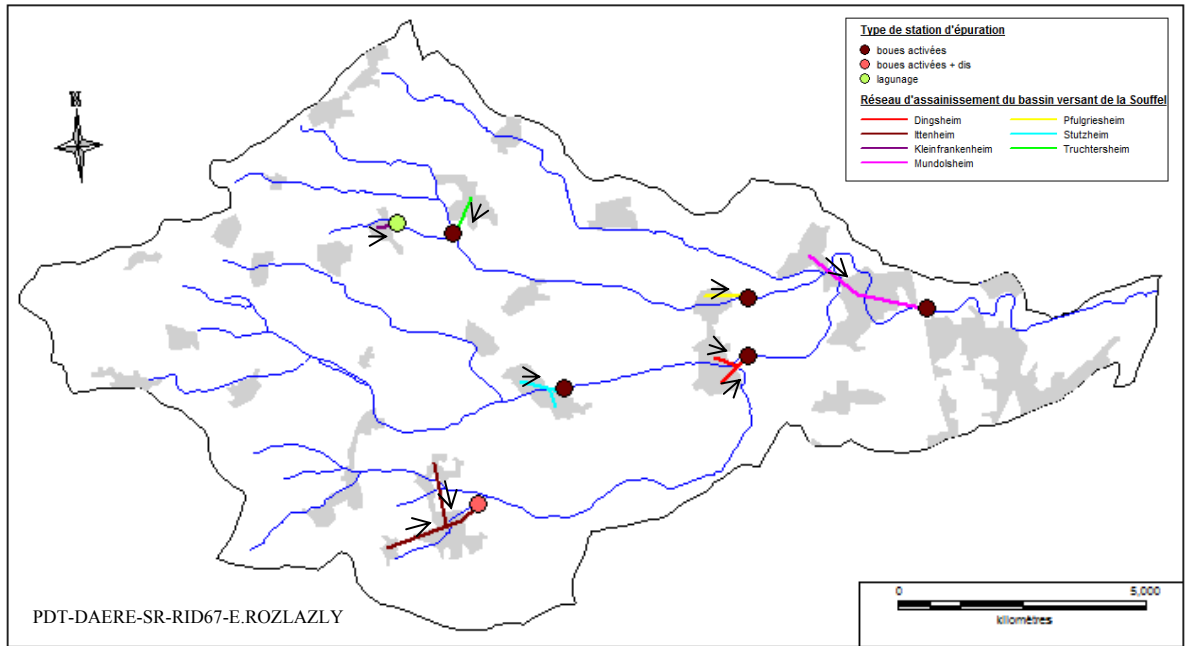 Type de station d'épuration
boues activées
boues activées + dis
lagunage
Réseau d'assainissement du bassin versant de la Souffel
Dingsheim
Pfulgriesheim
Ittenheim
Stutzheim
Kleinfrankenheim
Truchtersheim
Mundolsheim
N
0 5,000
kilomètres
PDT-DAERE-SR-RID67-E.ROZLAZLY